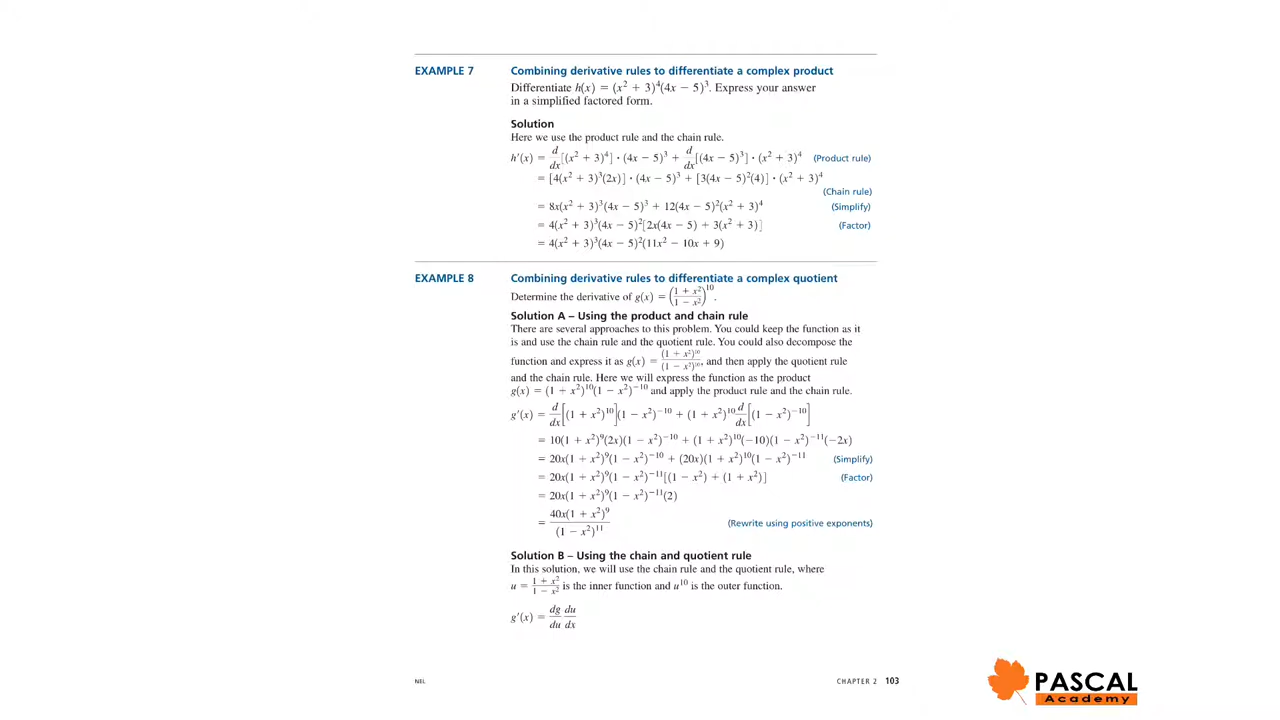 EXAMPLE 7 Combining derivative rules to differentiate a complex product
Differentiate h(x) = (x² + 3)⁴(4x − 5)³. Express your answer
in a simplified factored form.
Solution
Here we use the product rule and the chain rule.
h′(x) = d/dx[(x² + 3)⁴] • (4x − 5)³ + d/dx[(4x − 5)³] • (x² + 3)⁴ (Product rule)
= [4(x² + 3)³(2x)] • (4x − 5)³ + [3(4x − 5)²(4)] • (x² + 3)⁴
(Chain rule)
= 8x(x² + 3)³(4x − 5)³ + 12(4x − 5)²(x² + 3)⁴ (Simplify)
= 4(x² + 3)³(4x − 5)²[2x(4x − 5) + 3(x² + 3)] (Factor)
= 4(x² + 3)³(4x − 5)²(11x² − 10x + 9)
EXAMPLE 8 Combining derivative rules to differentiate a complex quotient
Determine the derivative of g(x) = ((1 + x²)/(1 − x²))¹⁰.
Solution A – Using the product and chain rule
There are several approaches to this problem. You could keep the function as it
is and use the chain rule and the quotient rule. You could also decompose the
function and express it as g(x) = (1 + x²)¹⁰/(1 − x²)¹⁰, and then apply the quotient rule
and the chain rule. Here we will express the function as the product
g(x) = (1 + x²)¹⁰(1 − x²)⁻¹⁰ and apply the product rule and the chain rule.
g′(x) = d/dx[(1 + x²)¹⁰](1 − x²)⁻¹⁰ + (1 + x²)¹⁰ d/dx[(1 − x²)⁻¹⁰]
= 10(1 + x²)⁹(2x)(1 − x²)⁻¹⁰ + (1 + x²)¹⁰(−10)(1 − x²)⁻¹¹(−2x)
= 20x(1 + x²)⁹(1 − x²)⁻¹⁰ + (20x)(1 + x²)¹⁰(1 − x²)⁻¹¹ (Simplify)
= 20x(1 + x²)⁹(1 − x²)⁻¹¹[(1 − x²) + (1 + x²)] (Factor)
= 20x(1 + x²)⁹(1 − x²)⁻¹¹(2)
= 40x(1 + x²)⁹/(1 − x²)¹¹ (Rewrite using positive exponents)
Solution B – Using the chain and quotient rule
In this solution, we will use the chain rule and the quotient rule, where
u = (1 + x²)/(1 − x²) is the inner function and u¹⁰ is the outer function.
g′(x) = dg/du du/dx
NEL CHAPTER 2 103
PASCAL
Academy